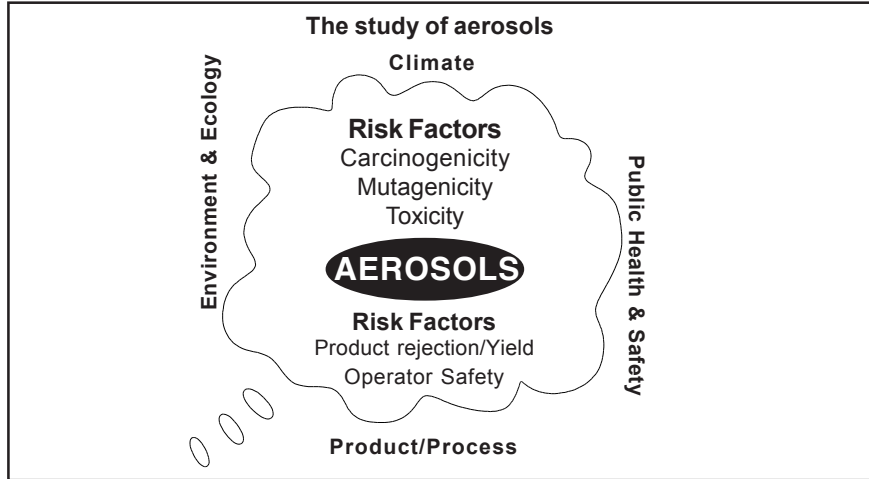 The study of aerosols
Climate
Environment & Ecology
Risk Factors
Carcinogenicity
Mutagenicity
Toxicity
AEROSOLS
Risk Factors
Product rejection/Yield
Operator Safety
Public Health & Safety
Product/Process